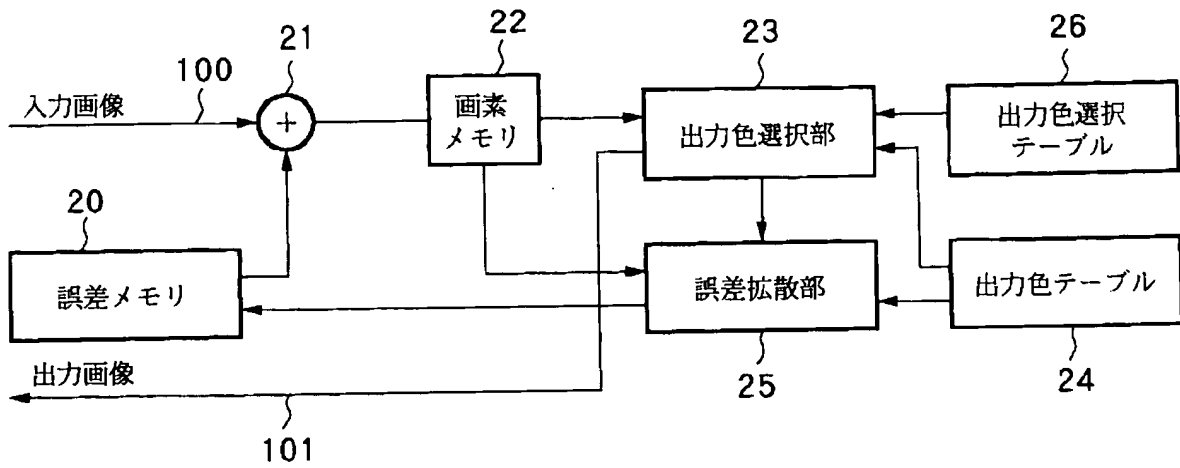 21
22
23
26
100
入力画像
+
画素
メモリ
出力色選択部
出力色選択
テーブル
20
誤差メモリ
誤差拡散部
出力色テーブル
出力画像
25
24
101